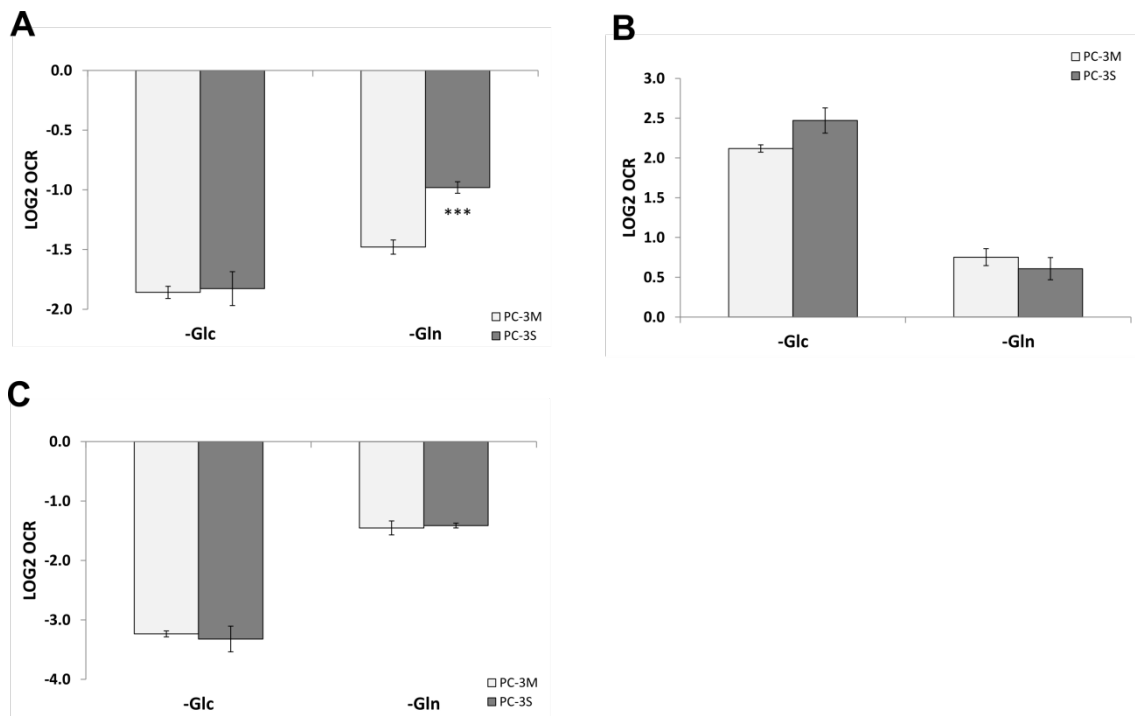 A
0.0
-0.5
-1.0
-1.5
-2.0
LOG2 OCR
***
-Glc
-Gln
PC-3M
PC-3S
B
PC-3M
PC-3S
3.0
2.5
2.0
1.5
1.0
0.5
0.0
LOG2 OCR
-Glc
-Gln
C
0.0
-1.0
-2.0
-3.0
-4.0
LOG2 OCR
-Glc
-Gln
PC-3M
PC-3S